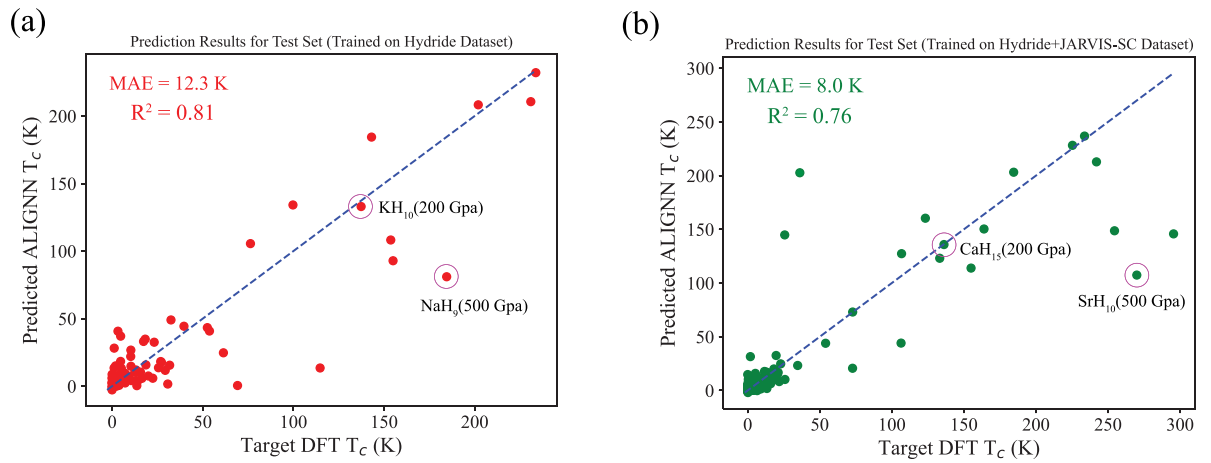 (a)
Prediction Results for Test Set (Trained on Hydride Dataset)
MAE = 12.3 K
R² = 0.81
Predicted ALIGNN T_C (K)
200
150
100
50
0
KH₁₀(200 Gpa)
NaH₉(500 Gpa)
0 50 100 150 200
Target DFT T_C (K)
(b)
Prediction Results for Test Set (Trained on Hydride+JARVIS-SC Dataset)
MAE = 8.0 K
R² = 0.76
Predicted ALIGNN T_C (K)
300
250
200
150
100
50
0
CaH₁₅(200 Gpa)
SrH₁₀(500 Gpa)
0 50 100 150 200 250 300
Target DFT T_C (K)